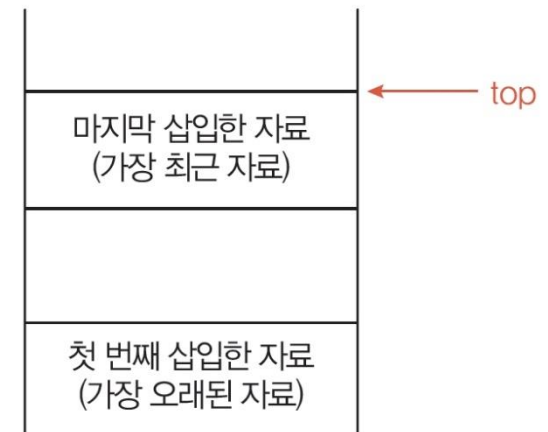 top
마지막 삽입한 자료
(가장 최근 자료)
첫 번째 삽입한 자료
(가장 오래된 자료)